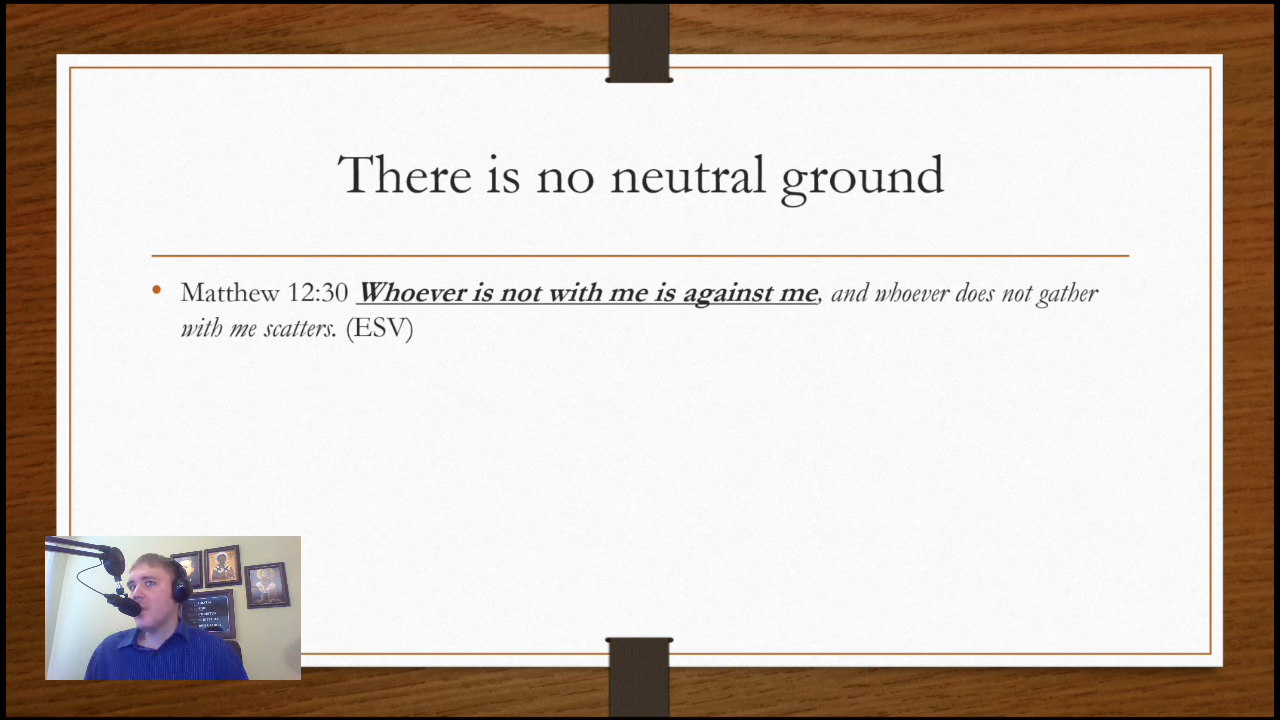 There is no neutral ground
• Matthew 12:30 Whoever is not with me is against me, and whoever does not gather
with me scatters. (ESV)